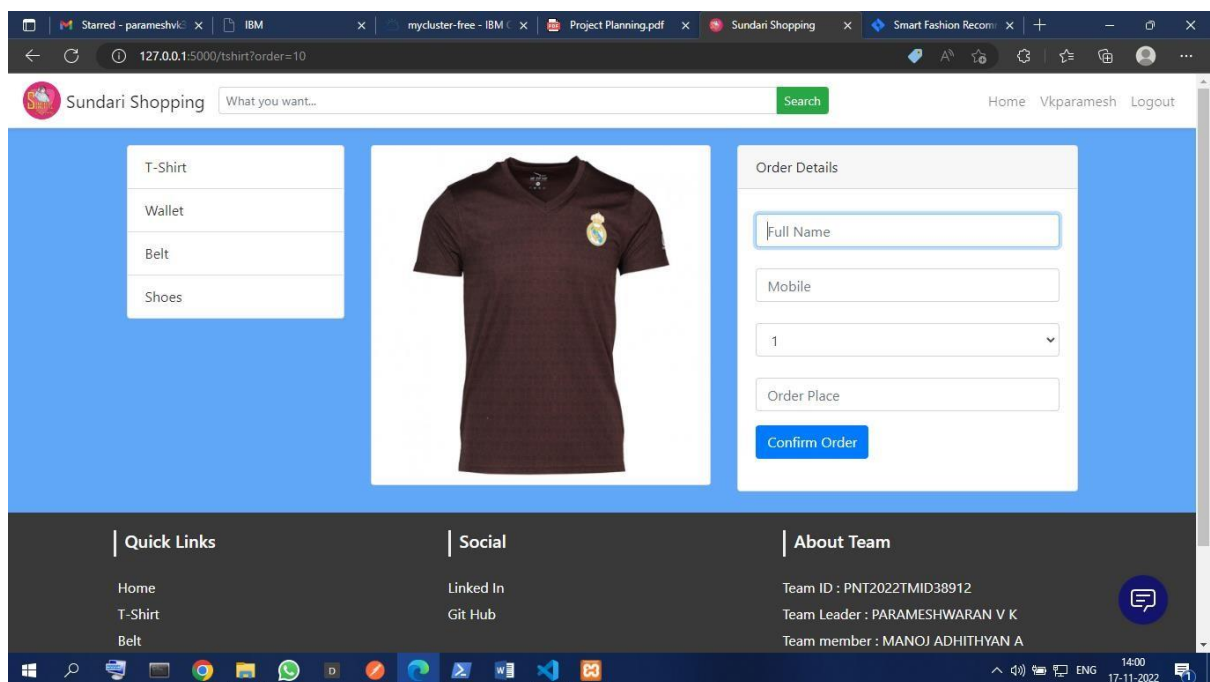 Starred - parameshvk3
IBM
mycluster-free - IBM C
Project Planning.pdf
Sundari Shopping
Smart Fashion Recom
127.0.0.1:5000/tshirt?order=10
Sundari Shopping
What you want...
Search
Home
Vkparamesh
Logout
T-Shirt
Wallet
Belt
Shoes
Order Details
Full Name
Mobile
1
Order Place
Confirm Order
Quick Links
Home
T-Shirt
Belt
Social
Linked In
Git Hub
About Team
Team ID : PNT2022TMID38912
Team Leader : PARAMESHWARAN V K
Team member : MANOJ ADHITHYAN A
ENG
14:00
17-11-2022